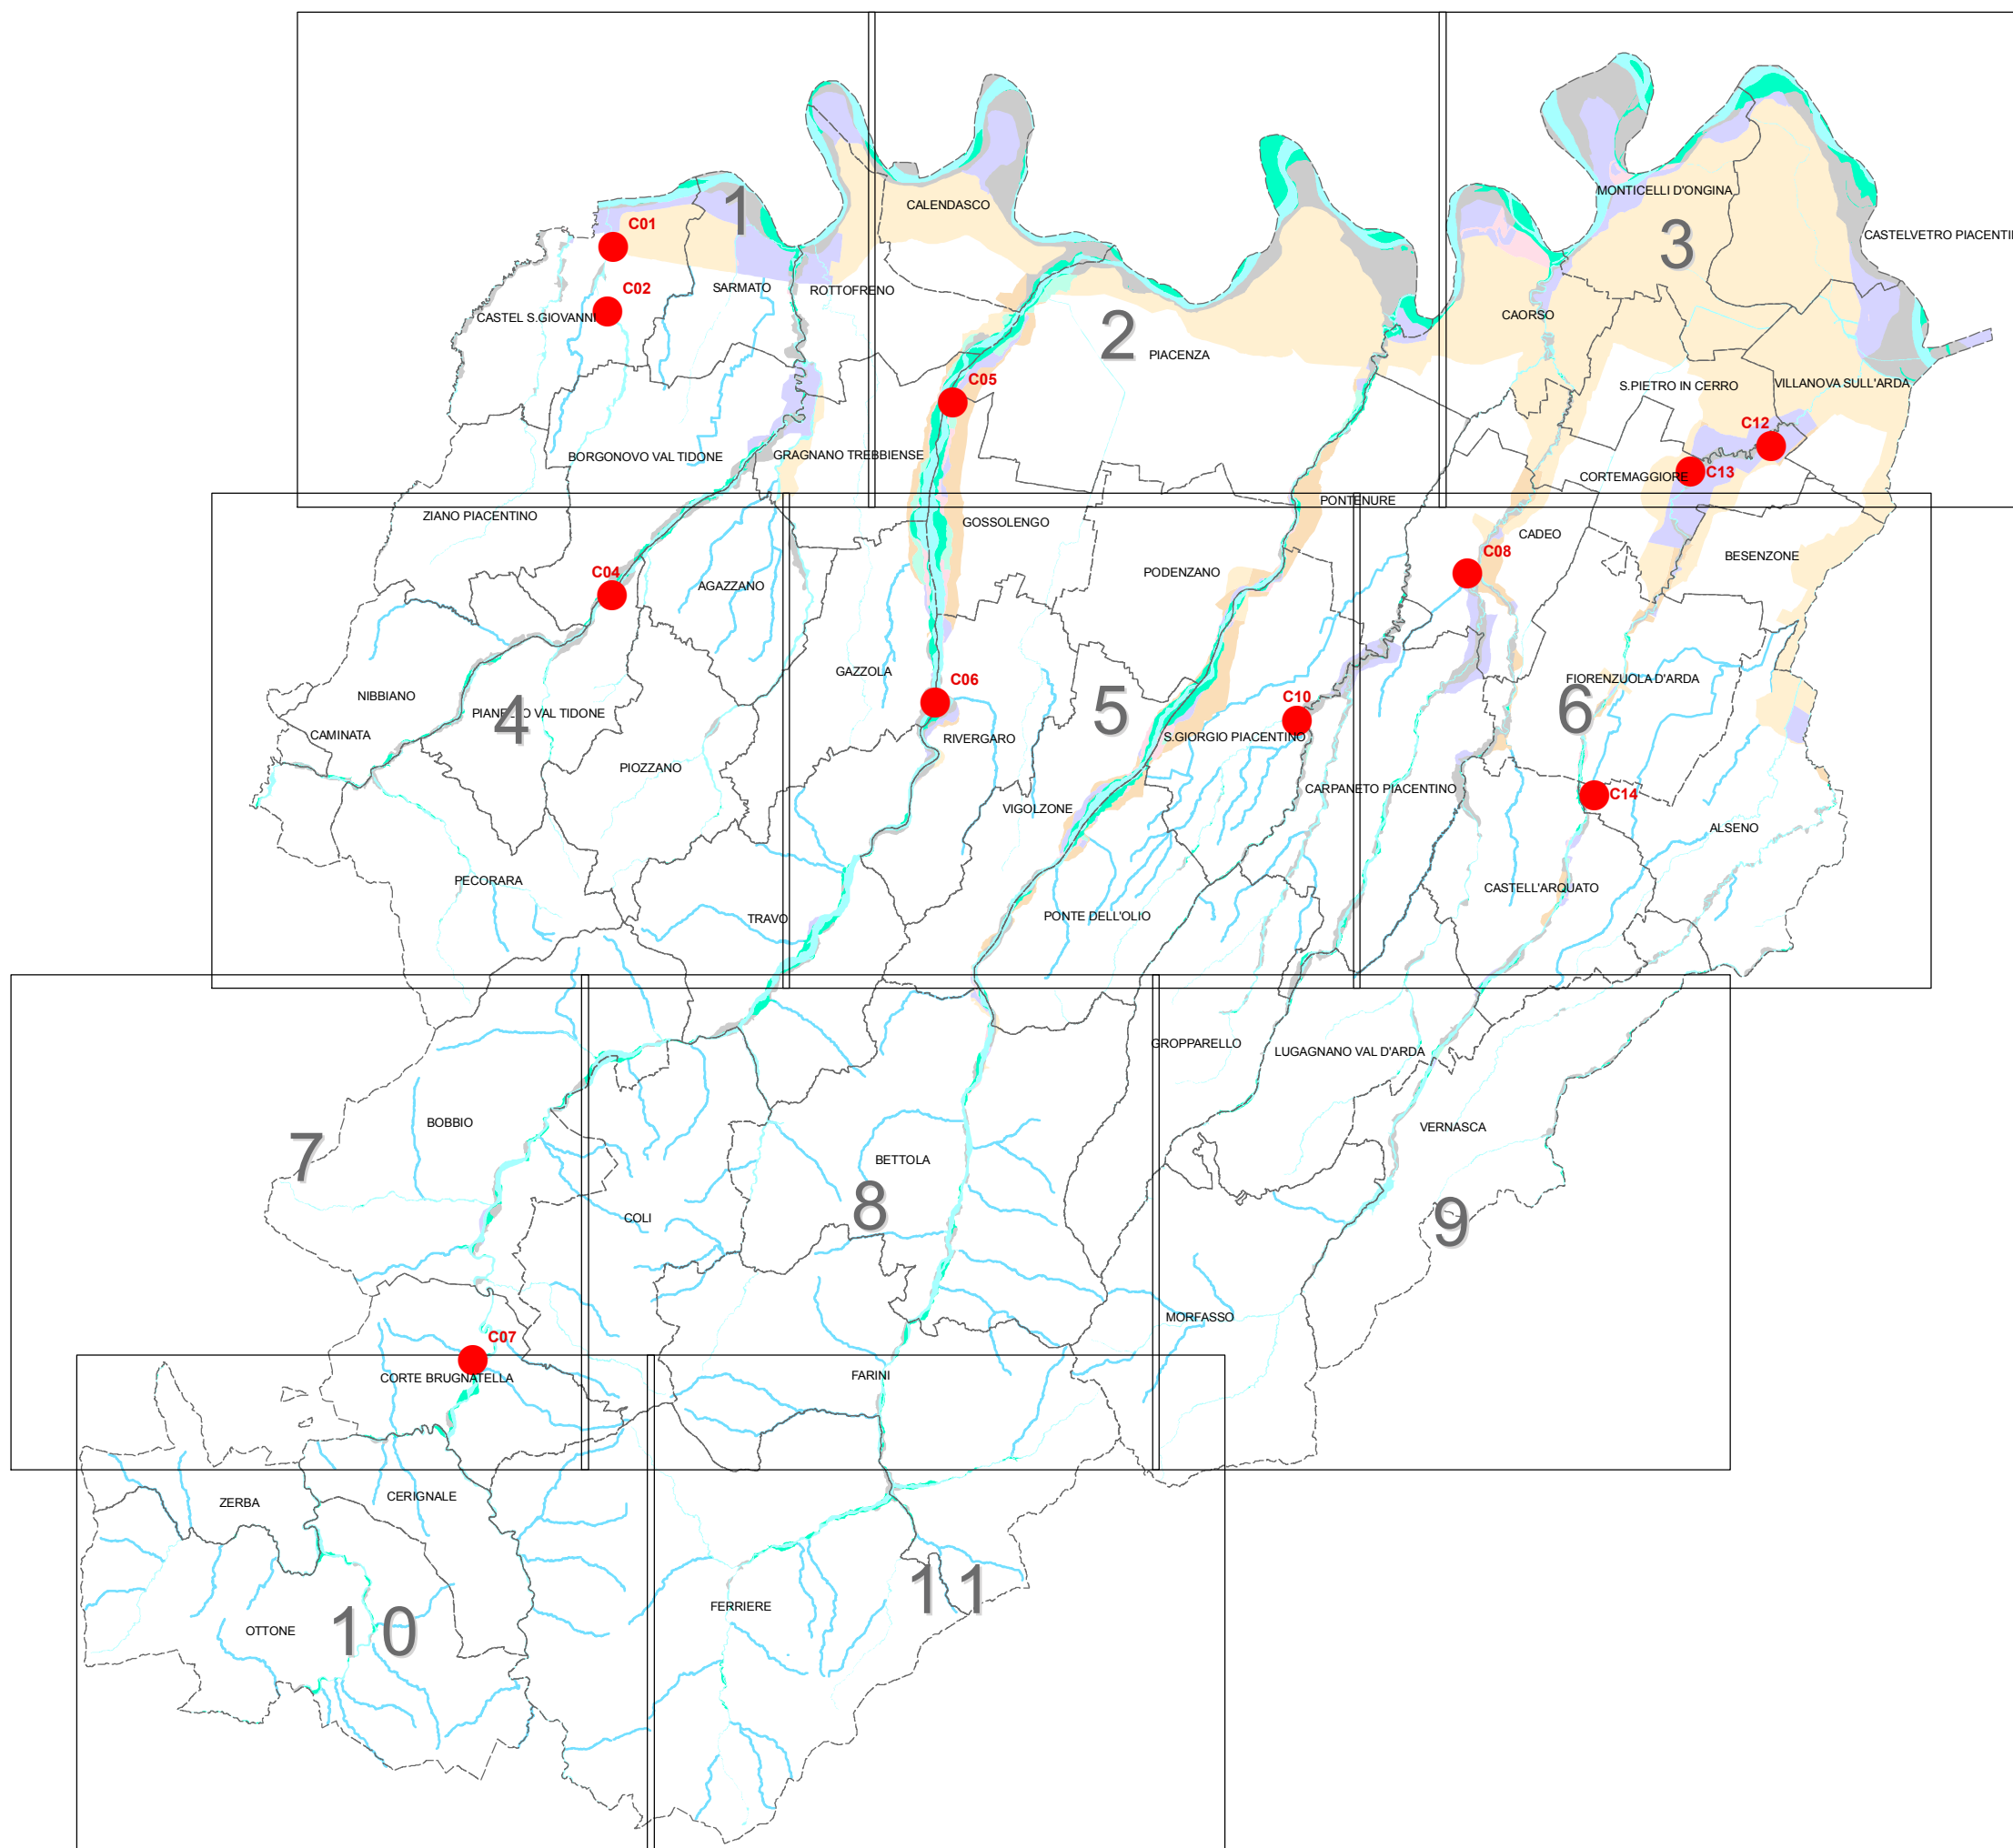 MONTICELLI D'ONGINA
1
CALENDASCO
C01
CASTELVETRO PIACENTI
3
SARMATO
ROTTOFRENO
C02
CASTEL S.GIOVANNI
CAORSO
2
PIACENZA
C05
S.PIETRO IN CERRO
VILLANOVA SULL'ARDA
C12
BORGONOVO VAL TIDONE
GRAGNANO TREBBIENSE
C13
CORTEMAGGIORE
PONTENURE
ZIANO PIACENTINO
GOSSOLENGO
CADEO
C08
BESENZONE
C04
AGAZZANO
PODENZANO
GAZZOLA
C06
FIORENZUOLA D'ARDA
NIBBIANO
C10
4
5
6
PIANELLO VAL TIDONE
CAMINATA
RIVERGARO
S.GIORGIO PIACENTINO
PIOZZANO
CARPANETO PIACENTINO
C14
VIGOLZONE
ALSENO
PECORARA
CASTELL'ARQUATO
TRAVO
PONTE DELL'OLIO
GROPPARELLO
LUGAGNANO VAL D'ARDA
BOBBIO
VERNASCA
7
BETTOLA
8
COLI
9
MORFASSO
C07
CORTE BRUGNATELLA
FARINI
ZERBA
CERIGNALE
11
FERRIERE
10
OTTONE